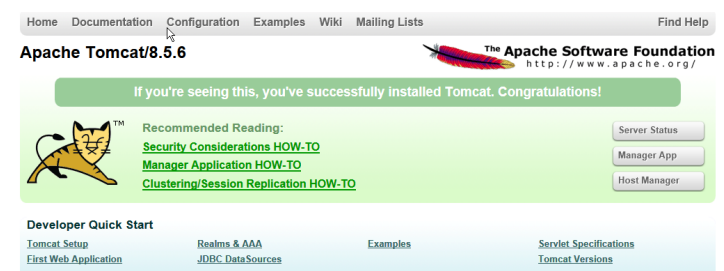 Home Documentation Configuration Examples Wiki Mailing Lists Find Help
Apache Tomcat/8.5.6
The Apache Software Foundation
http://www.apache.org/
If you're seeing this, you've successfully installed Tomcat. Congratulations!
TM
Recommended Reading:
Security Considerations HOW-TO
Manager Application HOW-TO
Clustering/Session Replication HOW-TO
Server Status
Manager App
Host Manager
Developer Quick Start
Tomcat Setup Realms & AAA Examples Servlet Specifications
First Web Application JDBC DataSources Tomcat Versions